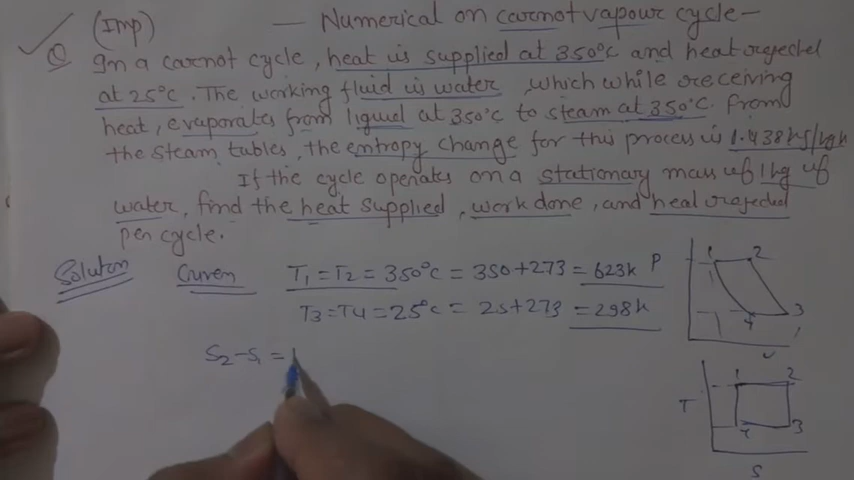 (Imp) — Numerical on carnot vapour cycle —
Q In a carnot cycle, heat is supplied at 350°c and heat rejected
at 25°c. The working fluid is water, which while receiving
heat, evaporates from liquid at 350°c to steam at 350°c. From
the steam tables, the entropy change for this process is 1.438 kJ/kgk
If the cycle operates on a stationary mass of 1kg of
water, find the heat supplied, work done, and heat rejected
per cycle.
Soluton Given T1 = T2 = 350°c = 350+273 = 623k
T3 = T4 = 25°c = 25+273 = 298k
S2-S1 =
P
1 2
4 3
v
T
1 2
4 3
S